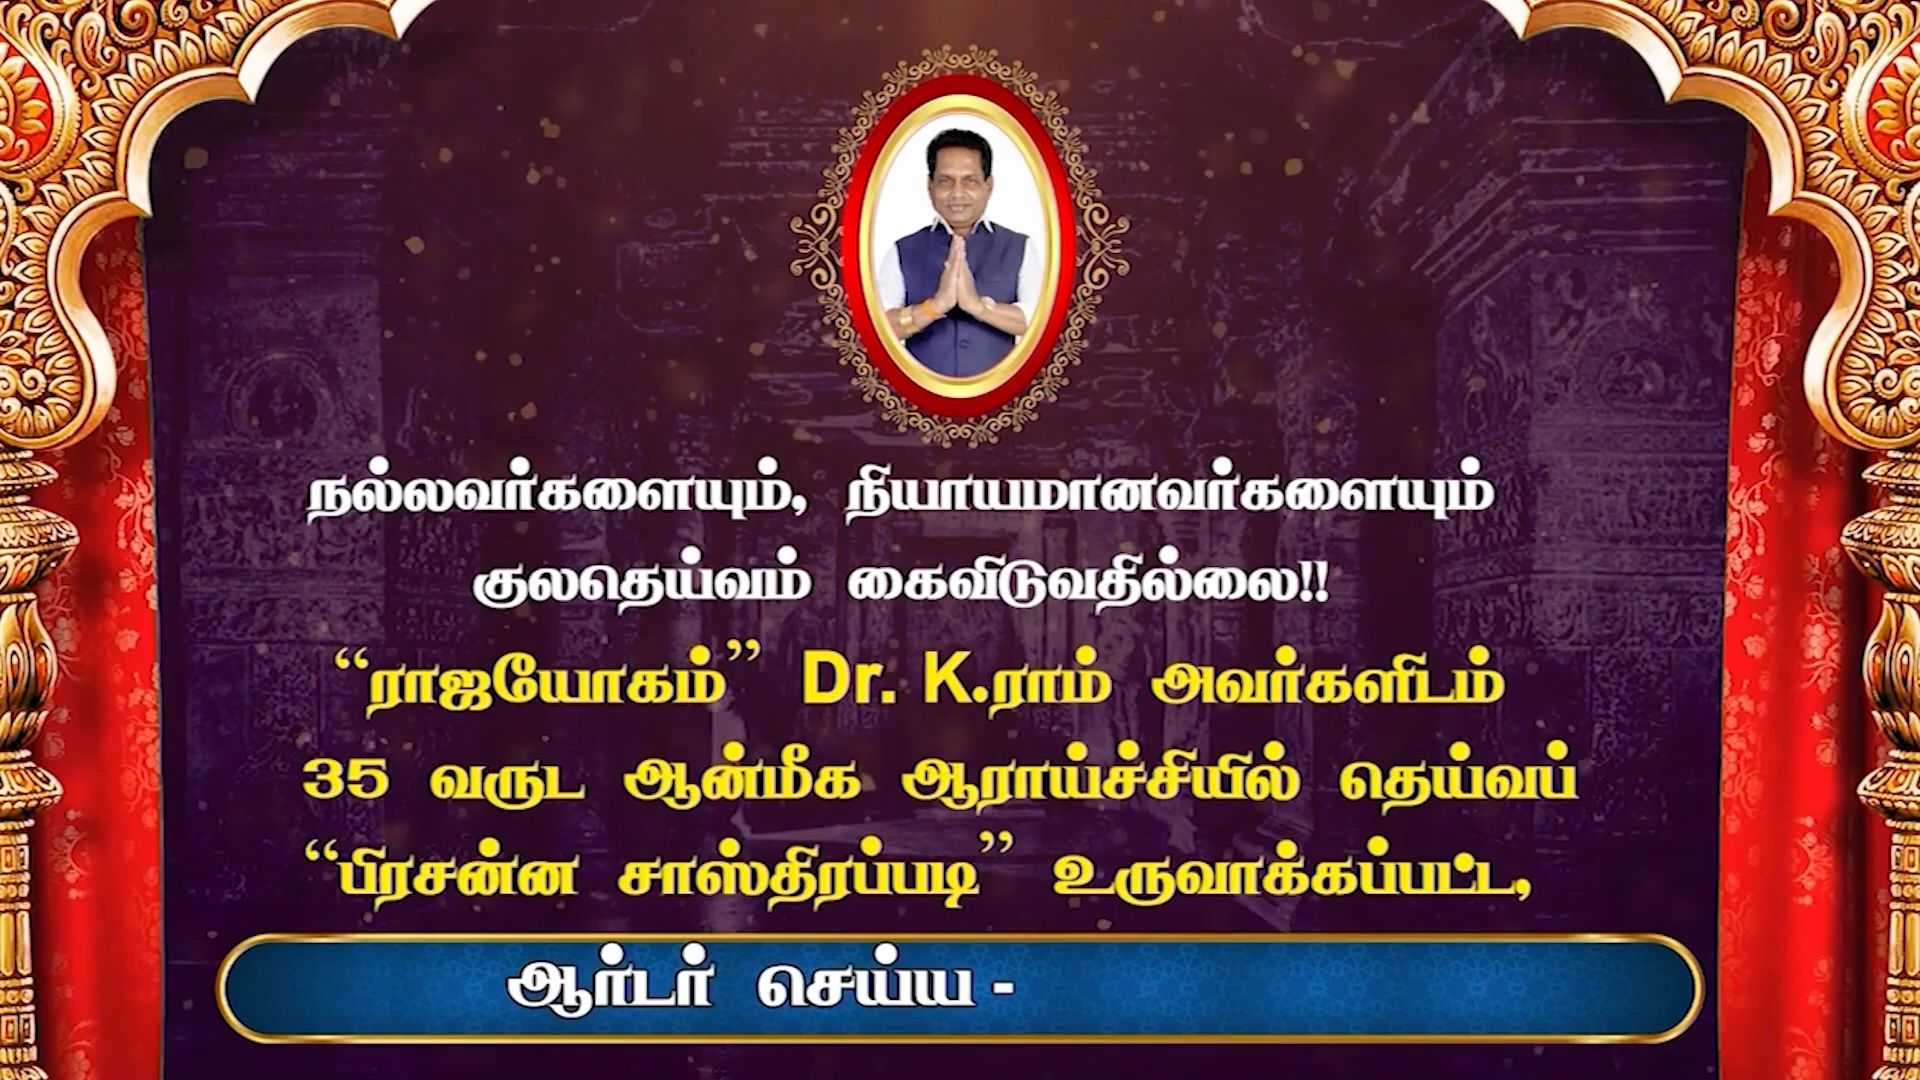 நல்லவர்களையும், நியாயமானவர்களையும்
குலதெய்வம் கைவிடுவதில்லை!!
“ராஜயோகம்” Dr. K.ராம் அவர்களிடம்
35 வருட ஆன்மீக ஆராய்ச்சியில் தெய்வப்
“பிரசன்ன சாஸ்திரப்படி” உருவாக்கப்பட்ட,
ஆர்டர் செய்ய -